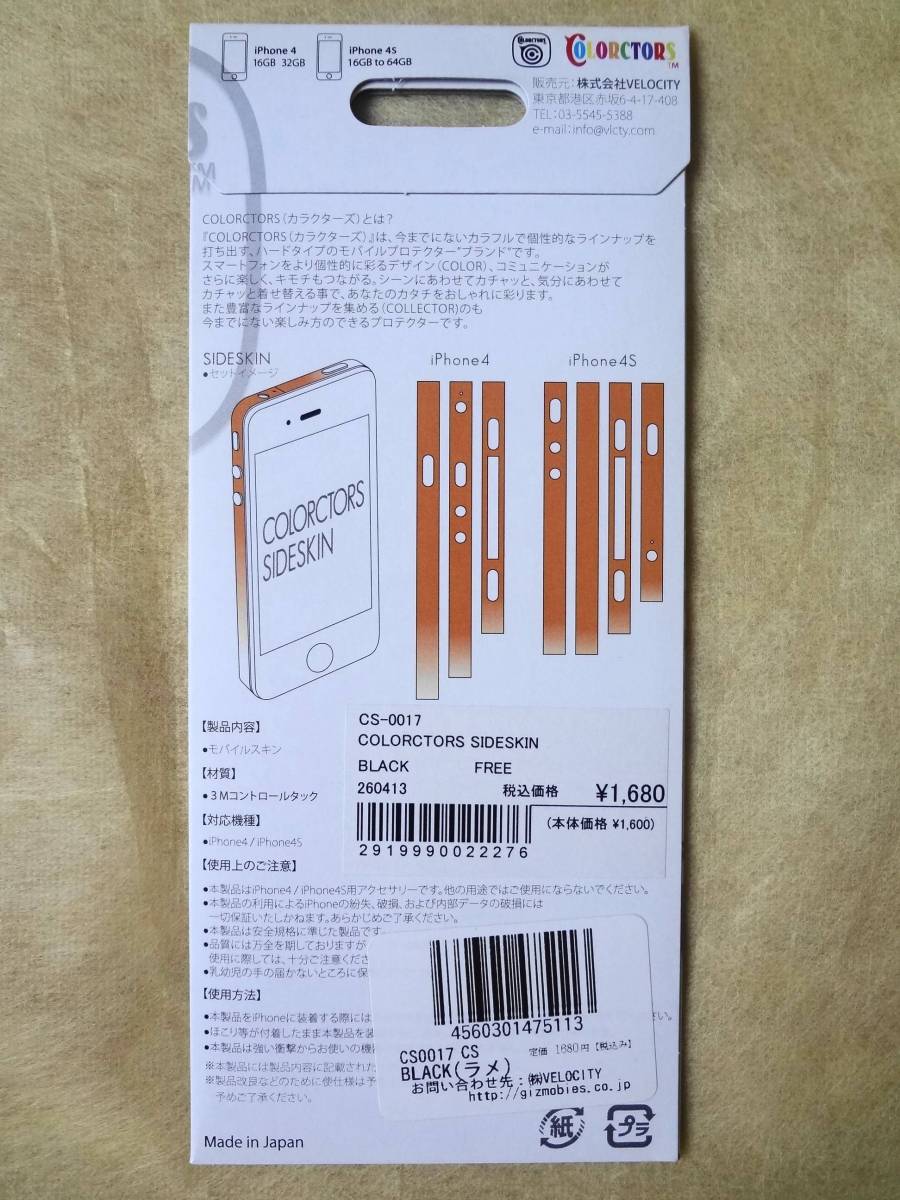 iPhone 4
16GB 32GB
iPhone 4S
16GB to 64GB
COLORCTORS
COLORCTORS™
販売元：株式会社VELOCITY
東京都港区赤坂6-4-17-408
TEL：03-5545-5388
e-mail：info@vlcty.com
COLORCTORS（カラクターズ）とは？
『COLORCTORS（カラクターズ）』は、今までにないカラフルで個性的なラインナップを
打ち出す、ハードタイプのモバイルプロテクター"ブランド"です。
スマートフォンをより個性的に彩るデザイン（COLOR）、コミュニケーションが
さらに楽しく、キモチもつながる。シーンにあわせてカチャッと、気分にあわせて
カチャッと着せ替える事で、あなたのカタチをおしゃれに彩ります。
また豊富なラインナップを集める（COLLECTOR）のも
今までにない楽しみ方のできるプロテクターです。
SIDESKIN
●セットイメージ
iPhone4
iPhone4S
COLORCTORS
SIDESKIN
【製品内容】
●モバイルスキン
【材質】
●３Mコントロールタック
【対応機種】
●iPhone4 / iPhone4S
CS-0017
COLORCTORS SIDESKIN
BLACK FREE
260413 税込価格 ¥1,680
（本体価格 ¥1,600）
2919990022276
【使用上のご注意】
●本製品はiPhone4 / iPhone4S用アクセサリーです。他の用途ではご使用にならないでください。
●本製品の利用によるiPhoneの紛失、破損、および内部データの破損には
一切保証いたしかねます。あらかじめご了承ください。
●本製品は安全規格に準じた製品です。
●品質には万全を期しておりますが
使用に際しては、十分ご注意くださ
●乳幼児の手の届かないところに保
【使用方法】
●本製品をiPhoneに装着する際には
さい。
●ほこり等が付着したまま本製品を装
●本製品は強い衝撃からお使いの機
※本製品には製品内容に記載された
※製品改良などのために仕様は予
予めご了承ください。
4560301475113
CS0017 CS 定価 1680円【税込み】
BLACK(ラメ)
お問い合わせ先：㈱VELOCITY
http://gizmobies.co.jp
Made in Japan
紙
プラ